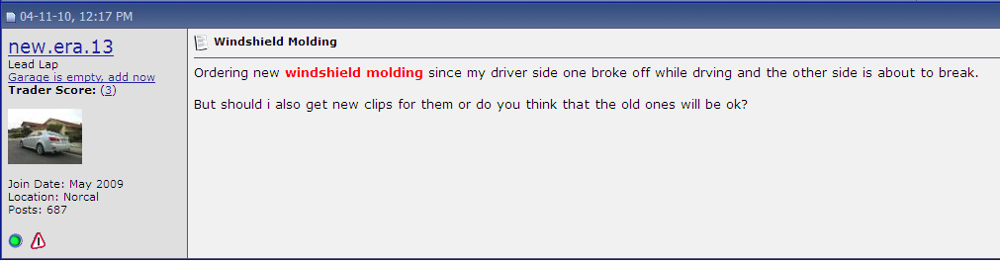 04-11-10, 12:17 PM
new.era.13
Lead Lap
Garage is empty, add now
Trader Score: (3)
Join Date: May 2009
Location: Norcal
Posts: 687
Windshield Molding
Ordering new windshield molding since my driver side one broke off while drving and the other side is about to break.
But should i also get new clips for them or do you think that the old ones will be ok?